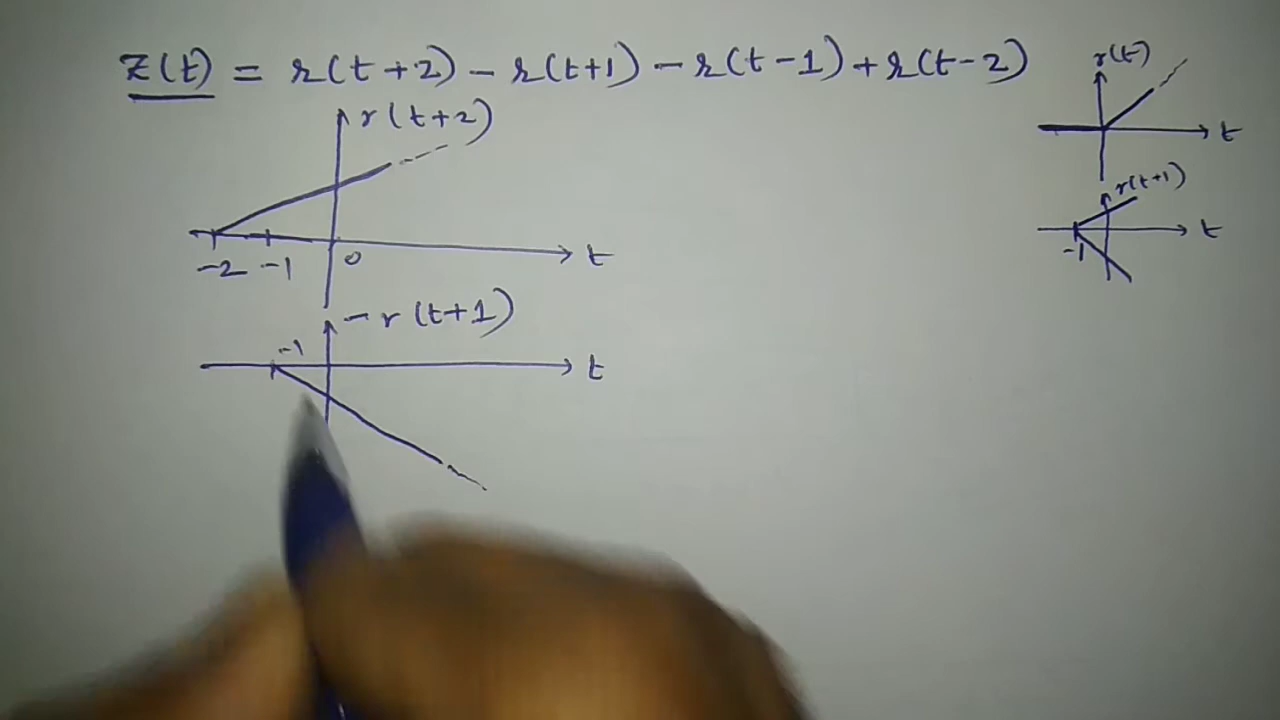 z(t) = r(t+2) - r(t+1) - r(t-1) + r(t-2)
r(t)
t
r(t+2)
-2 -1 0 t
r(t+1)
-1 t
-r(t+1)
-1 t